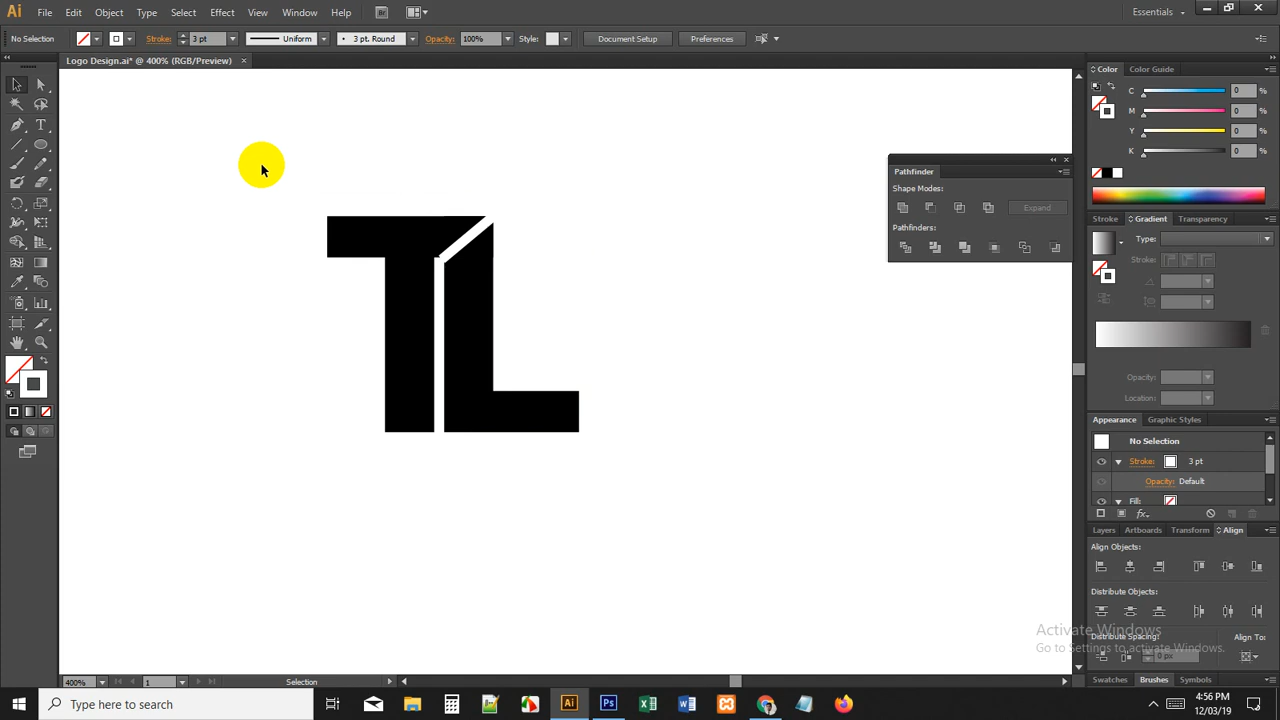 Ai File Edit Object Type Select Effect View Window Help Br Essentials
No Selection Stroke: 3 pt Uniform 3 pt. Round Opacity: 100% Style: Document Setup Preferences
Logo Design.ai* @ 400% (RGB/Preview)
Color Color Guide
C 0 %
M 0 %
Y 0 %
K 0 %
Pathfinder
Shape Modes:
Expand
Pathfinders:
Stroke Gradient Transparency
Type:
Stroke:
Opacity:
Location:
TL
Appearance Graphic Styles
No Selection
Stroke: 3 pt
Opacity: Default
Fill:
Layers Artboards Transform Align
Align Objects:
Distribute Objects:
Distribute Spacing: Align To:
0 px
Activate Windows
Go to Settings to activate Windows.
Swatches Brushes Symbols
400% 1 Selection
Type here to search
4:56 PM
12/03/19